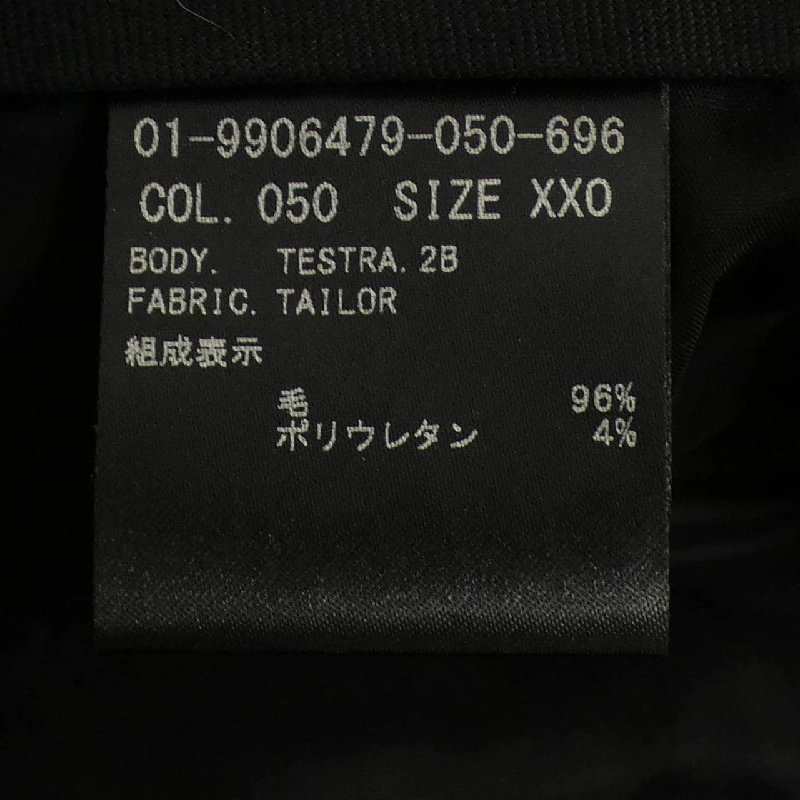 01-9906479-050-696
COL. 050 SIZE XXO
BODY. TESTRA.2B
FABRIC. TAILOR
組成表示
毛 96%
ポリウレタン 4%